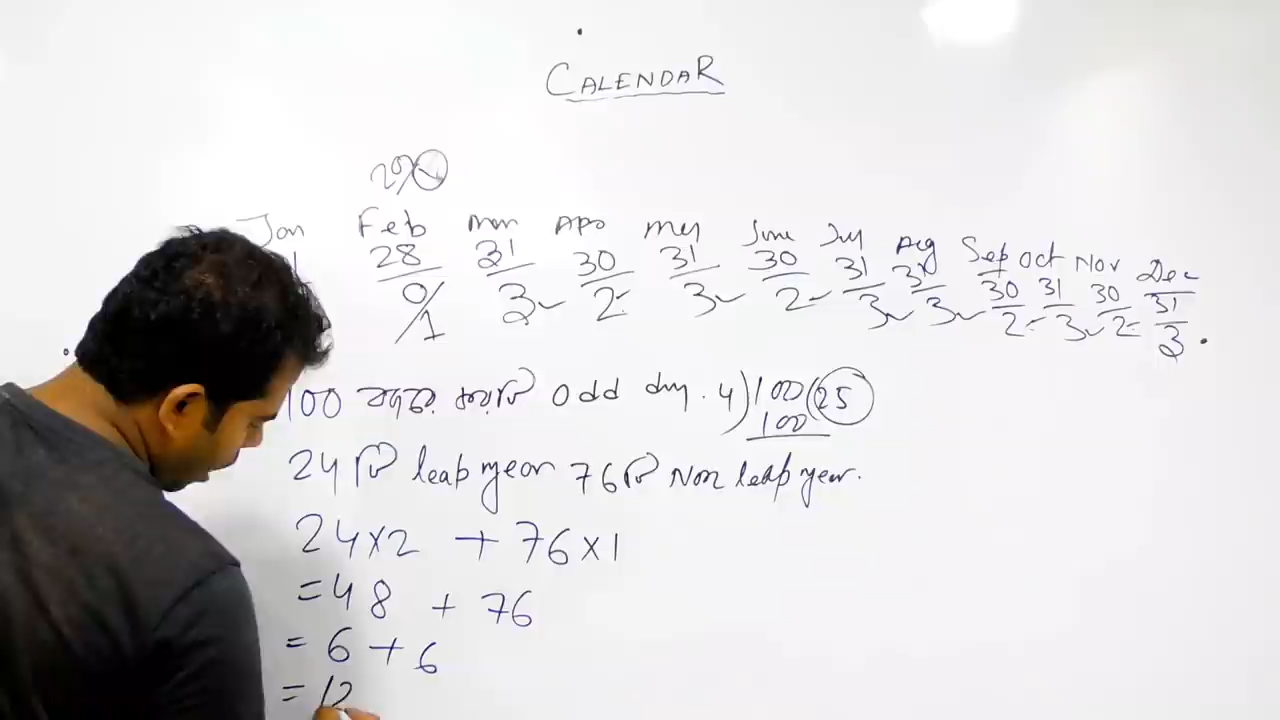 CALENDAR
29
Jan Feb Mar Apr May June July Aug Sep Oct Nov Dec
28 31 30 31 30 31 31 30 31 30 31
0/1 3 2 3 2 3 3 2 3 2 3
100 Odd day. 4)100(25
100
24 টি leap year 76 টি Non leap year.
24×2 + 76×1
= 48 + 76
= 6 + 6
= 12